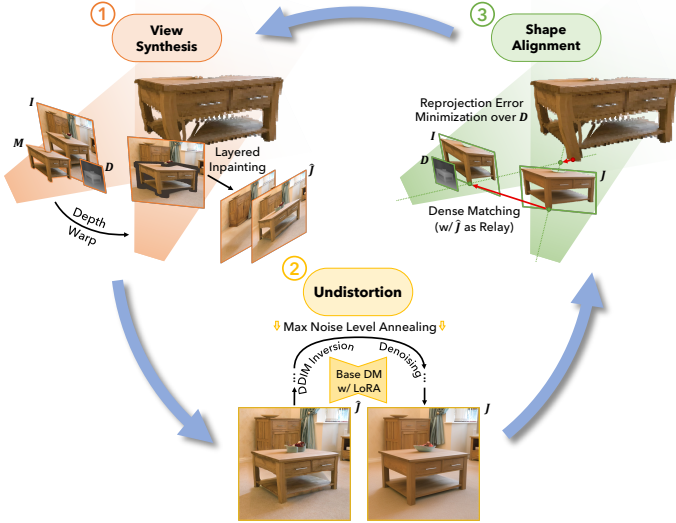 1
View
Synthesis
I
M
D
Depth
Warp
Layered
Inpainting
Ĵ
3
Shape
Alignment
Reprojection Error
Minimization over D
I
D
J
Dense Matching
(w/ Ĵ as Relay)
2
Undistortion
⇩ Max Noise Level Annealing ⇩
DDIM Inversion
Denoising
...
...
Base DM
w/ LoRA
Ĵ
J